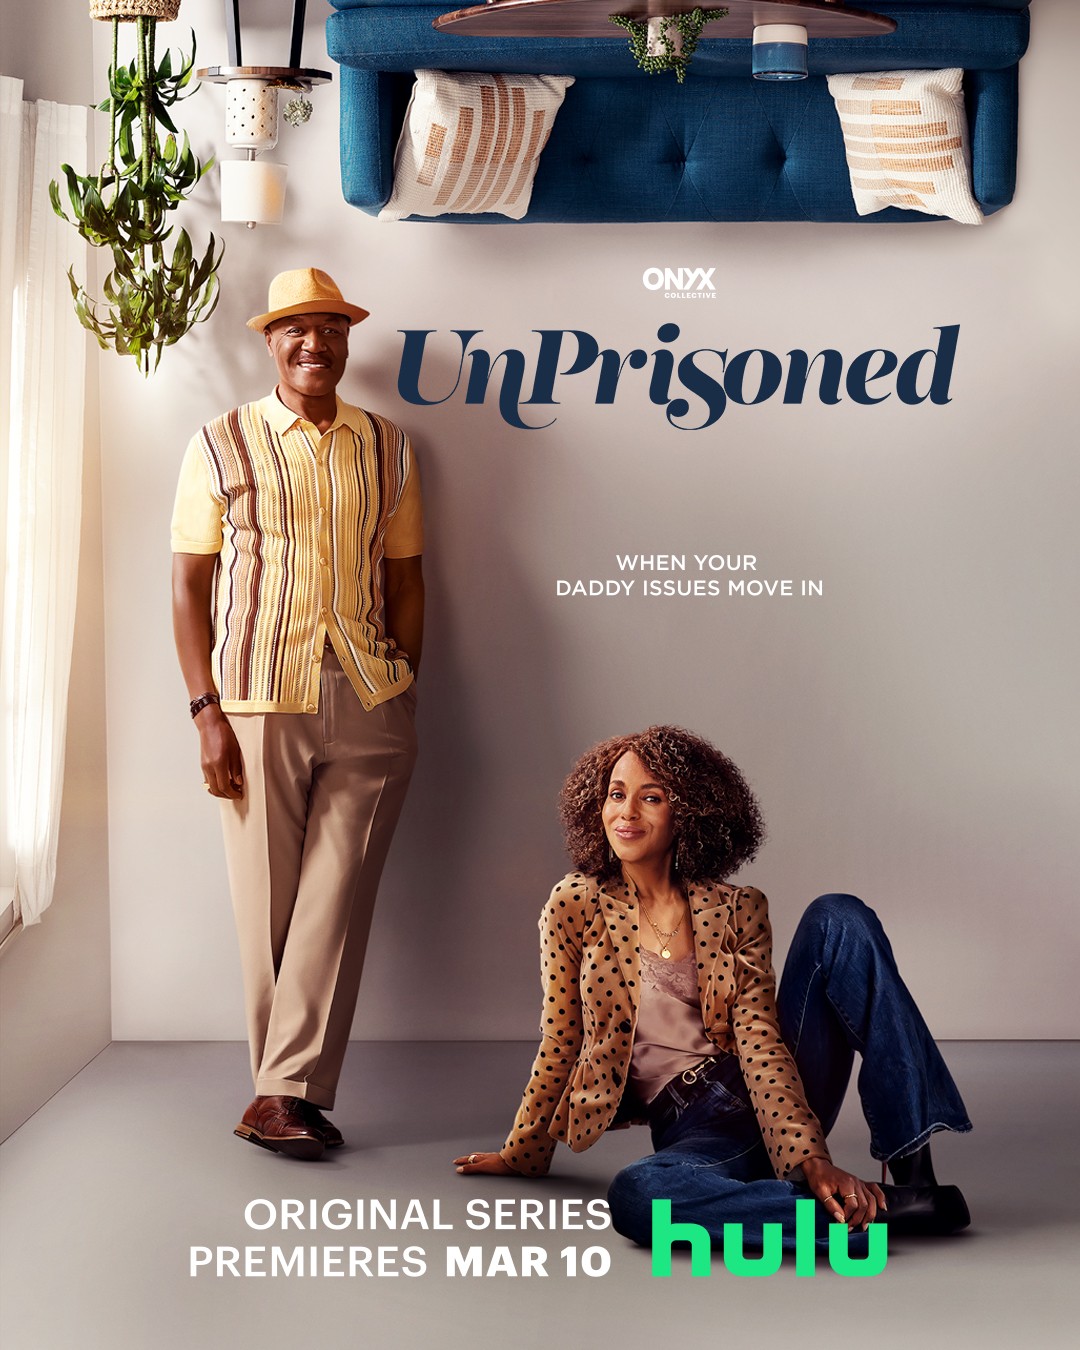 ONYX
COLLECTIVE
UnPrisoned
WHEN YOUR
DADDY ISSUES MOVE IN
ORIGINAL SERIES
PREMIERES MAR 10
hulu